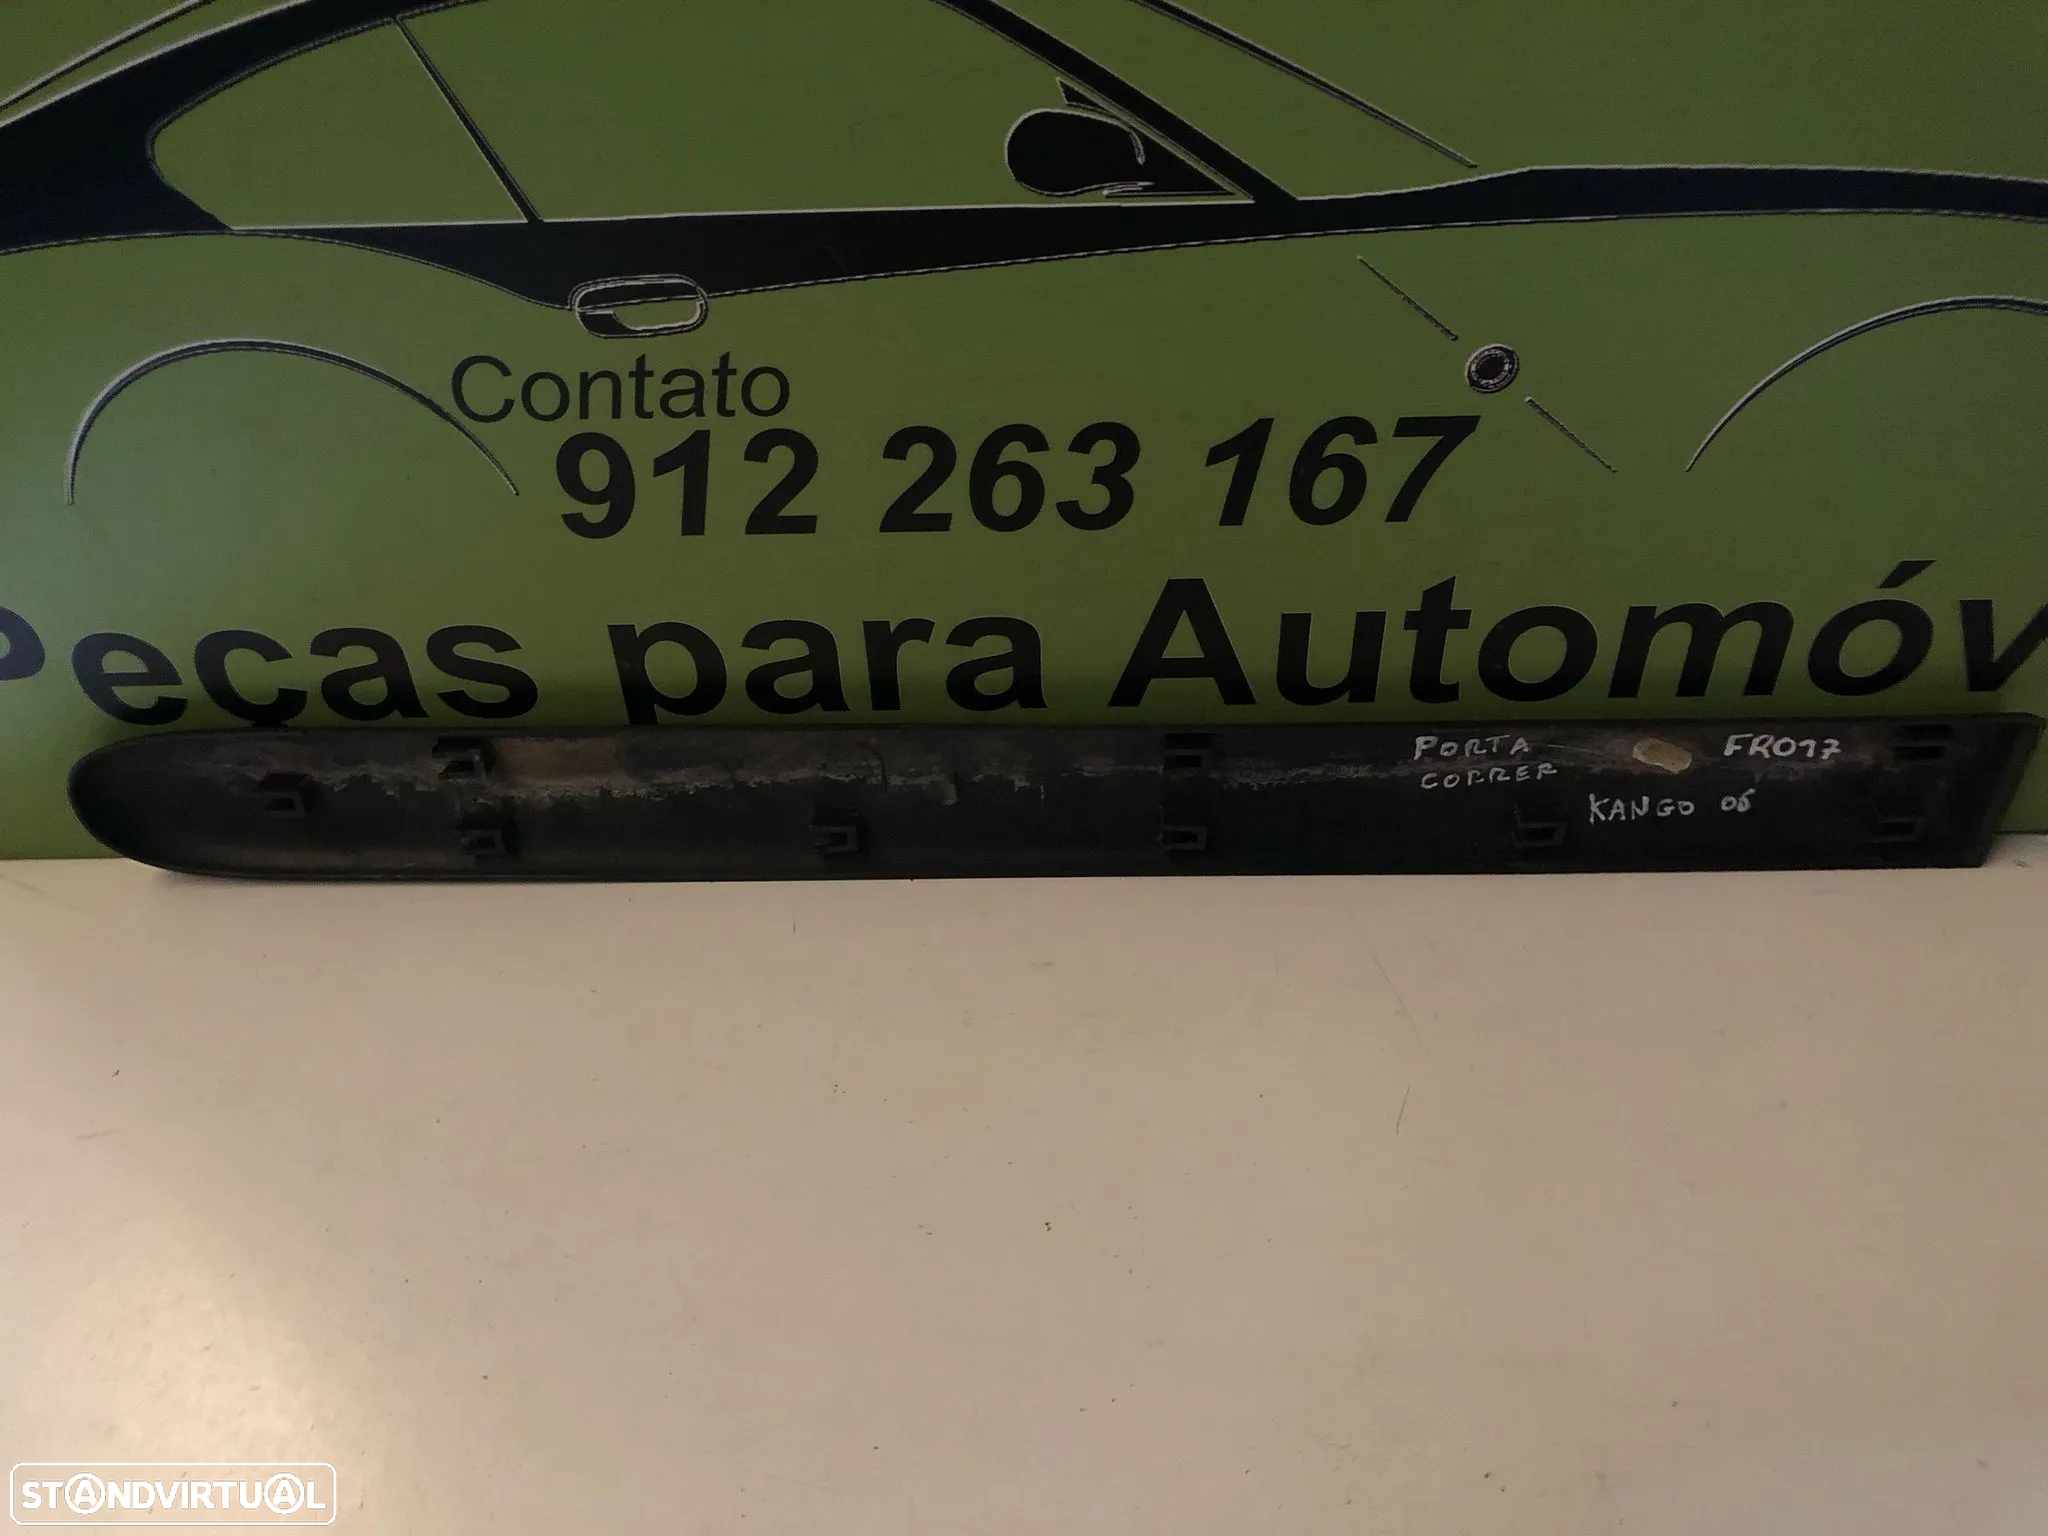 Contato
912 263 167
Peças para Automóv
PORTA FR017
CORRER
KANGO 06
STANDVIRTUAL